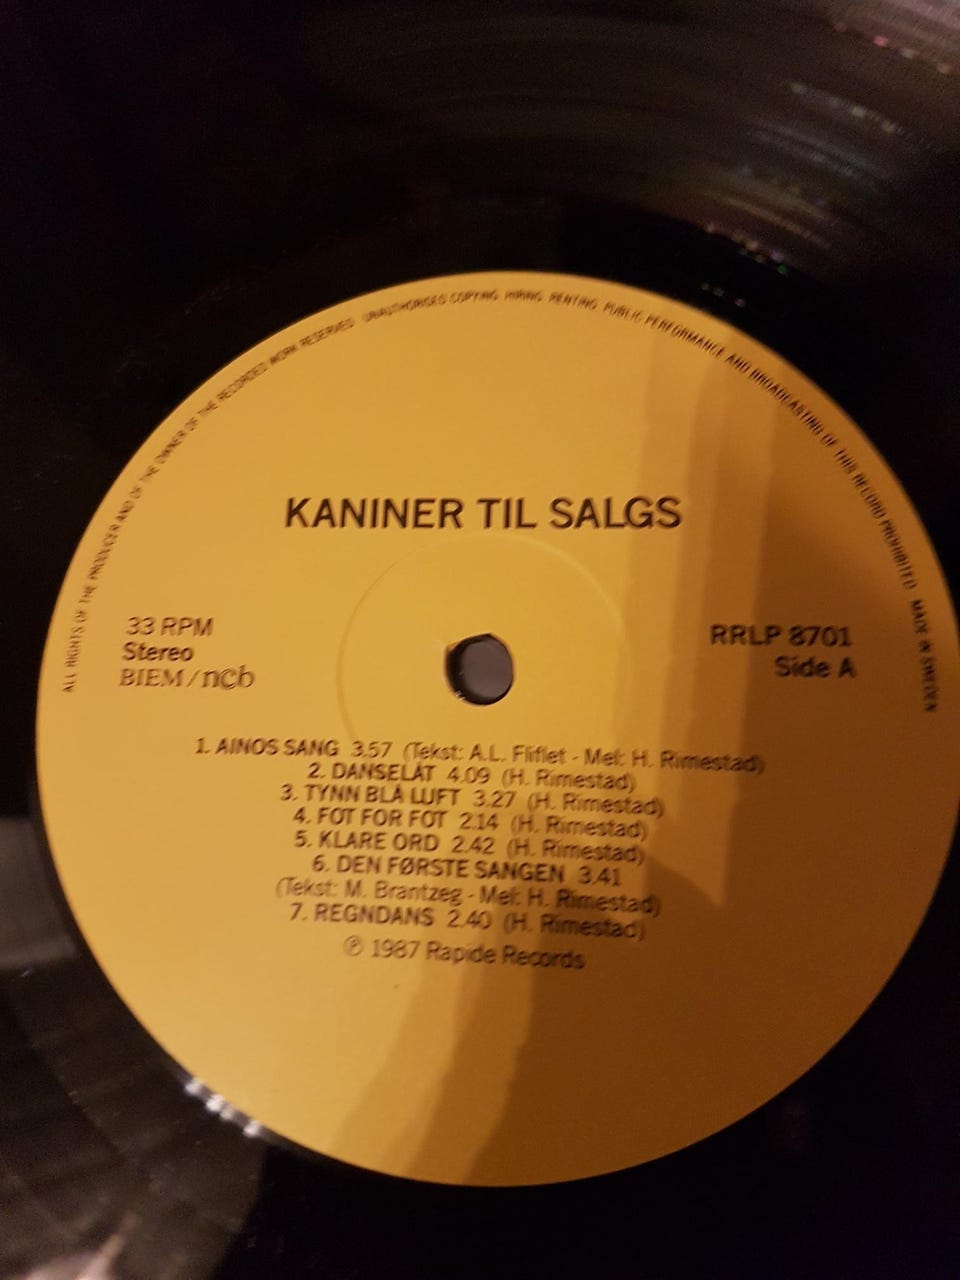 ALL RIGHTS OF THE PRODUCER AND OF THE OWNER OF THE RECORDED WORK RESERVED UNAUTHORISED COPYING HIRING RENTING PUBLIC PERFORMANCE AND BROADCASTING OF THIS RECORD PROHIBITED MADE IN SWEDEN
KANINER TIL SALGS
33 RPM
Stereo
BIEM/ncb
RRLP 8701
Side A
1. AINOS SANG 3.57 (Tekst: A.L. Fliflet - Mel: H. Rimestad)
2. DANSELÅT 4.09 (H. Rimestad)
3. TYNN BLÅ LUFT 3.27 (H. Rimestad)
4. FOT FOR FOT 2.14 (H. Rimestad)
5. KLARE ORD 2.42 (H. Rimestad)
6. DEN FØRSTE SANGEN 3.41
(Tekst: M. Brantzeg - Mel: H. Rimestad)
7. REGNDANS 2.40 (H. Rimestad)
℗ 1987 Rapide Records